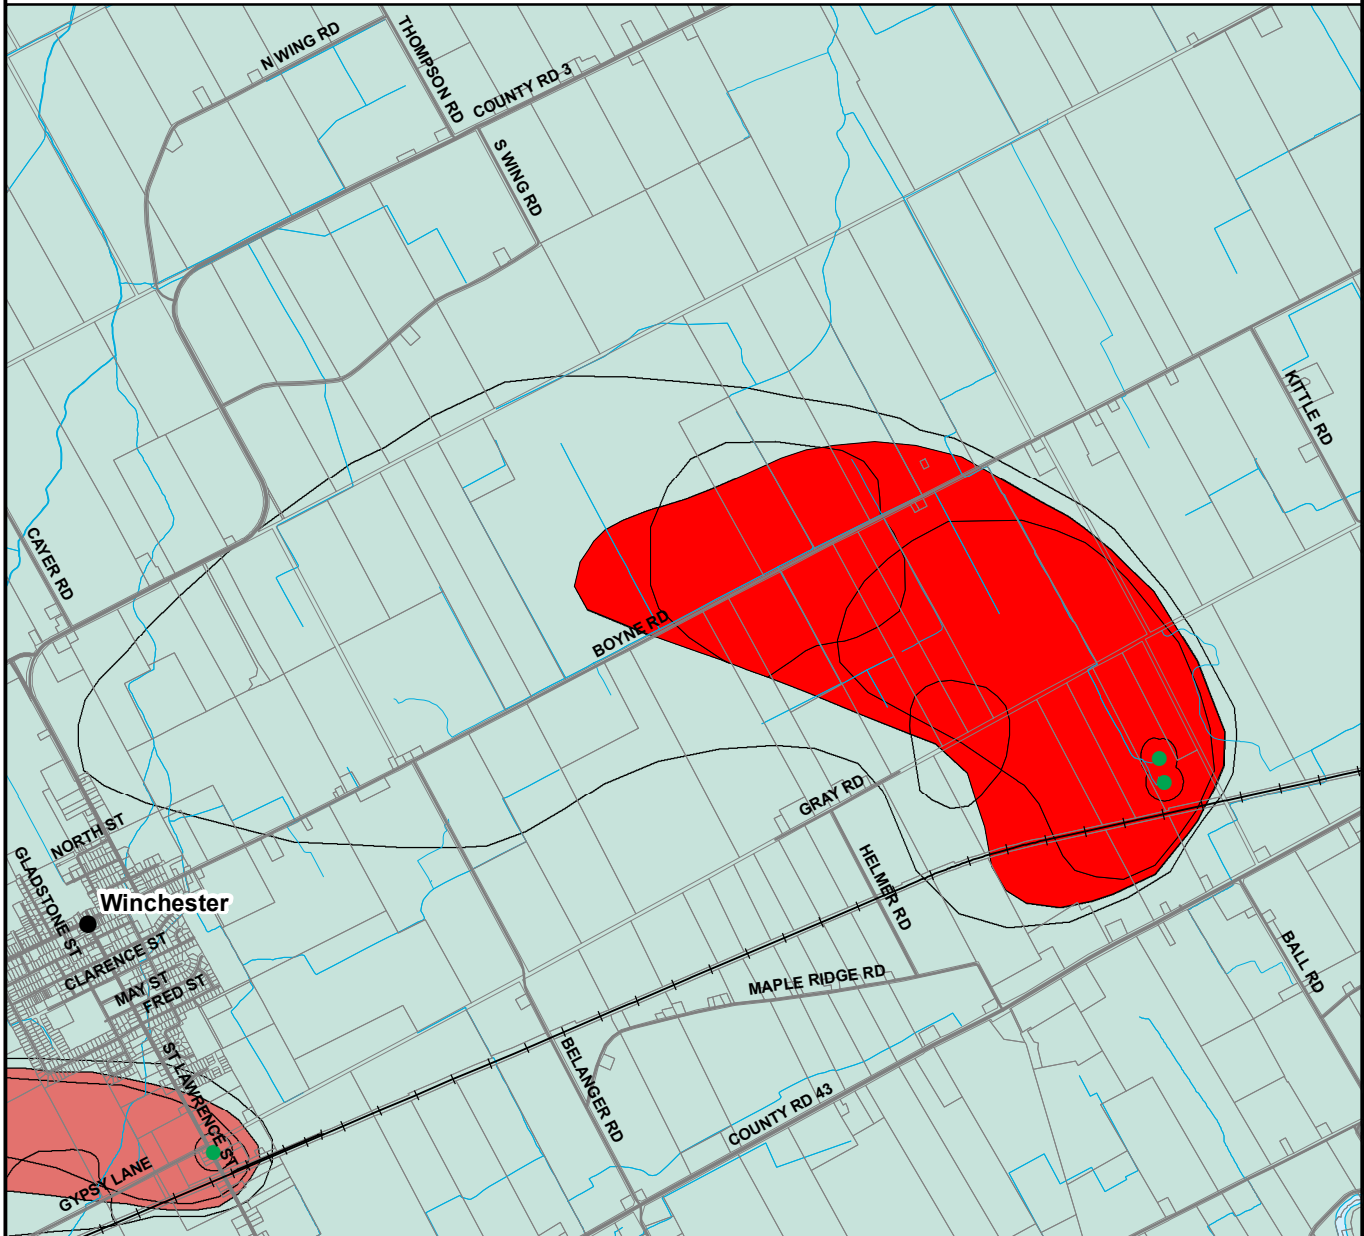 N WING RD
THOMPSON RD
COUNTY RD 3
S WING RD
KITTLE RD
CAYER RD
BOYNE RD
GRAY RD
NORTH ST
GLADSTONE ST
HELMER RD
Winchester
CLARENCE ST
MAY ST
FRED ST
MAPLE RIDGE RD
BALL RD
ST LAWRENCE ST
BELANGER RD
COUNTY RD 43
GYPSY LANE